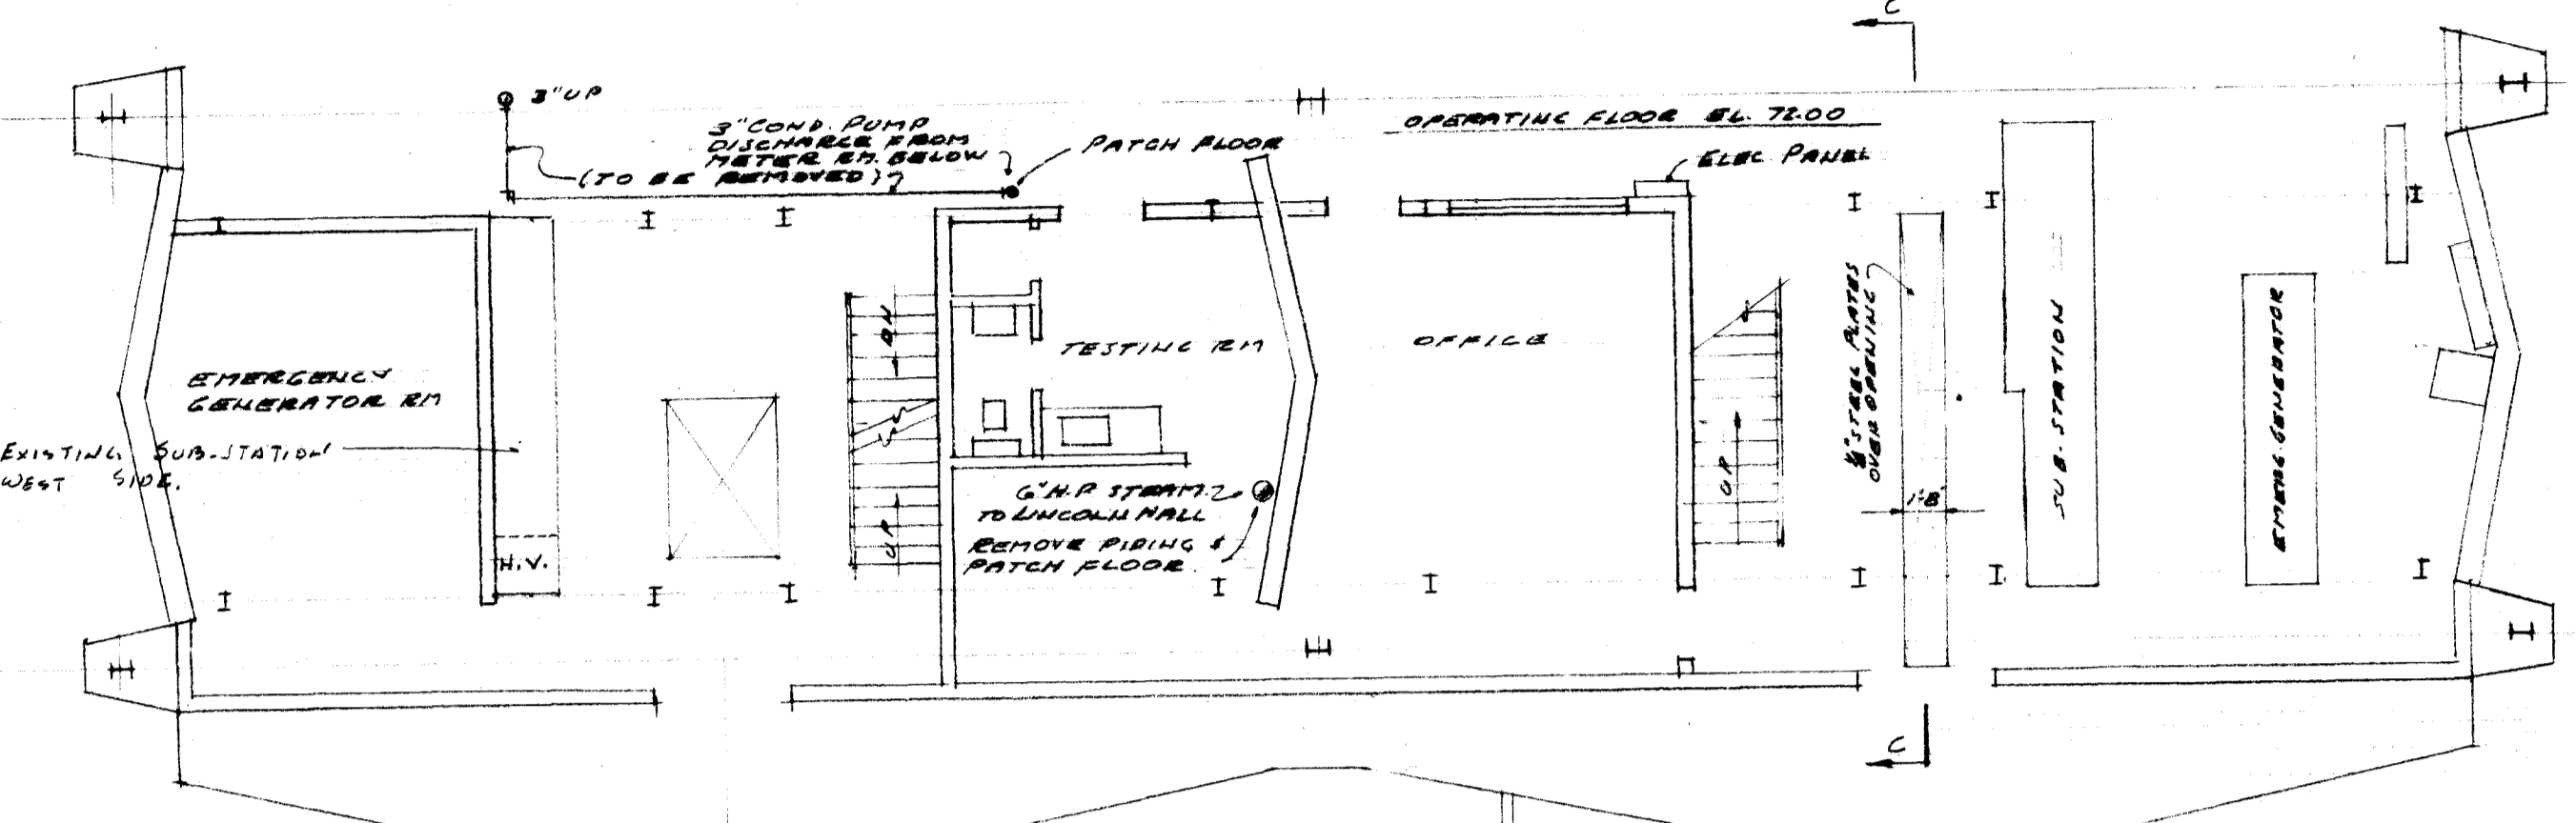 C
3"UP
3"COND. PUMP
DISCHARGE FROM
METER RM. BELOW
(TO BE REMOVED)
PATCH FLOOR
OPERATING FLOOR EL. 72.00
ELEC PANEL
EMERGENCY
GENERATOR RM
EXISTING SUB-STATION
WEST SIDE.
H.V.
DN
UP
TESTING RM
6"H.P. STEAM
TO LINCOLN HALL
REMOVE PIPING &
PATCH FLOOR.
OFFICE
UP
STEEL PLATES
OVER OPENING
1'-8"
SUB-STATION
EMERG. GENERATOR
C